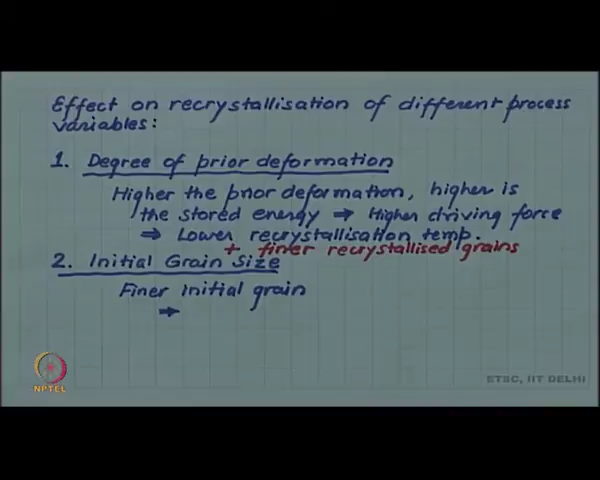 Effect on recrystallisation of different process
variables:
1. Degree of prior deformation
Higher the prior deformation, higher is
the stored energy ⇒ Higher driving force
⇒ Lower recrystallisation temp.
+ finer recrystallised grains
2. Initial Grain Size
Finer initial grain
⇒
NPTEL
ETSC, IIT DELHI